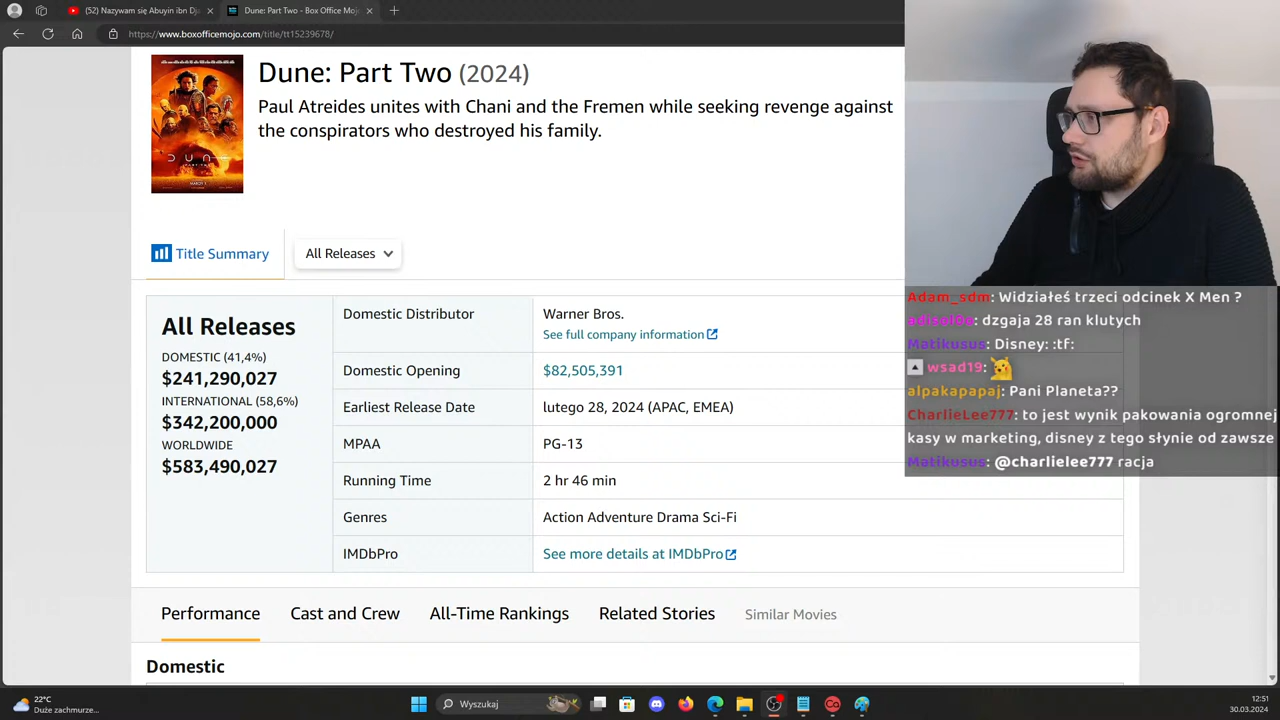 (52) Nazywam się Abuyin ibn Dj
Dune: Part Two - Box Office Moj
https://www.boxofficemojo.com/title/tt15239678/
Dune: Part Two (2024)
Paul Atreides unites with Chani and the Fremen while seeking revenge against
the conspirators who destroyed his family.
DUNE
Title Summary
All Releases
All Releases
DOMESTIC (41,4%)
$241,290,027
INTERNATIONAL (58,6%)
$342,200,000
WORLDWIDE
$583,490,027
Domestic Distributor
Warner Bros.
See full company information
Domestic Opening
$82,505,391
Earliest Release Date
lutego 28, 2024 (APAC, EMEA)
MPAA
PG-13
Running Time
2 hr 46 min
Genres
Action Adventure Drama Sci-Fi
IMDbPro
See more details at IMDbPro
Adam_sdm: Widziałeś trzeci odcinek X Men ?
dzgaja 28 ran klutych
Matikusus: Disney: :tf:
wsad19:
alpakapapaj: Pani Planeta??
CharlieLee777: to jest wynik pakowania ogromnej
kasy w marketing, disney z tego słynie od zawsze
Matikusus: @charlielee777 racja
Performance
Cast and Crew
All-Time Rankings
Related Stories
Similar Movies
Domestic
22°C
Duże zachmurze...
Wyszukaj
12:51
30.03.2024